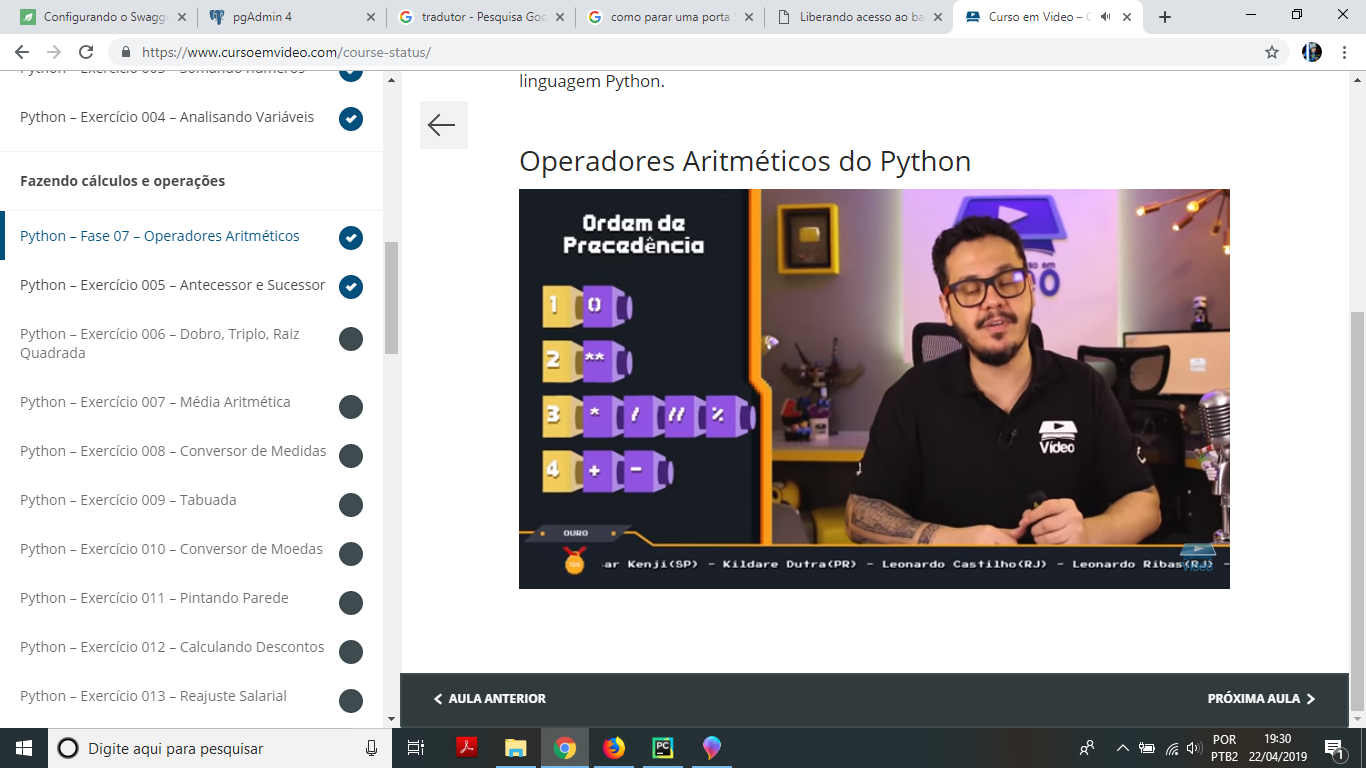 Configurando o Swagge
pgAdmin 4
tradutor - Pesquisa Goo
como parar uma porta
Liberando acesso ao ba
Curso em Video – C
https://www.cursoemvideo.com/course-status/
Python – Exercício 003 – Somando números
Python – Exercício 004 – Analisando Variáveis
Fazendo cálculos e operações
Python – Fase 07 – Operadores Aritméticos
Python – Exercício 005 – Antecessor e Sucessor
Python – Exercício 006 – Dobro, Triplo, Raiz
Quadrada
Python – Exercício 007 – Média Aritmética
Python – Exercício 008 – Conversor de Medidas
Python – Exercício 009 – Tabuada
Python – Exercício 010 – Conversor de Moedas
Python – Exercício 011 – Pintando Parede
Python – Exercício 012 – Calculando Descontos
Python – Exercício 013 – Reajuste Salarial
linguagem Python.
Operadores Aritméticos do Python
Ordem de
Precedência
1 ()
2 **
3 * / // %
4 + -
Vídeo
OURO
ar Kenji(SP) - Kildare Dutra(PR) - Leonardo Castilho(RJ) - Leonardo Ribas(RJ) -
AULA ANTERIOR
PRÓXIMA AULA
Digite aqui para pesquisar
PC
POR
PTB2
19:30
22/04/2019
1